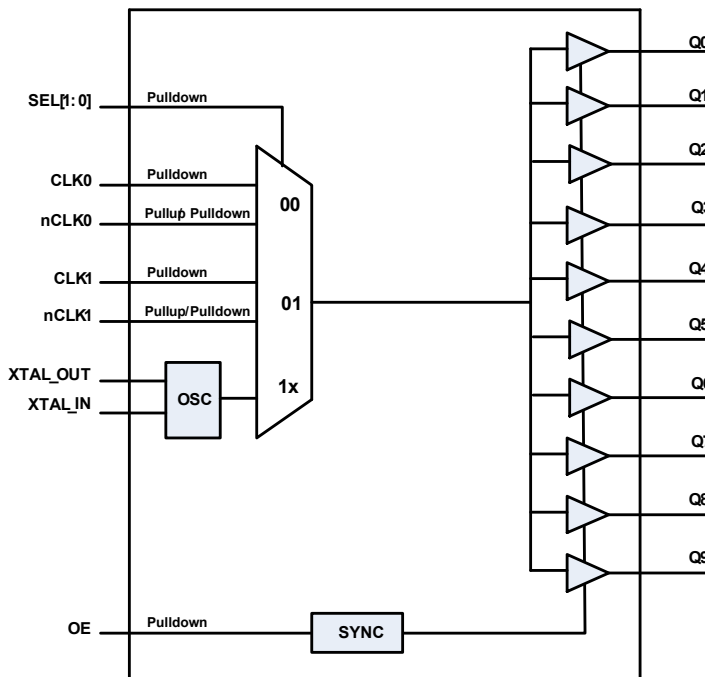 Q0
SEL[1:0] Pulldown
Q1
CLK0 Pulldown
Q2
00
nCLK0 Pullup/ Pulldown
Q3
CLK1 Pulldown
Q4
01
nCLK1 Pullup/Pulldown
Q5
XTAL_OUT
OSC
1x
XTAL_IN
Q6
Q7
Q8
Q9
OE Pulldown
SYNC